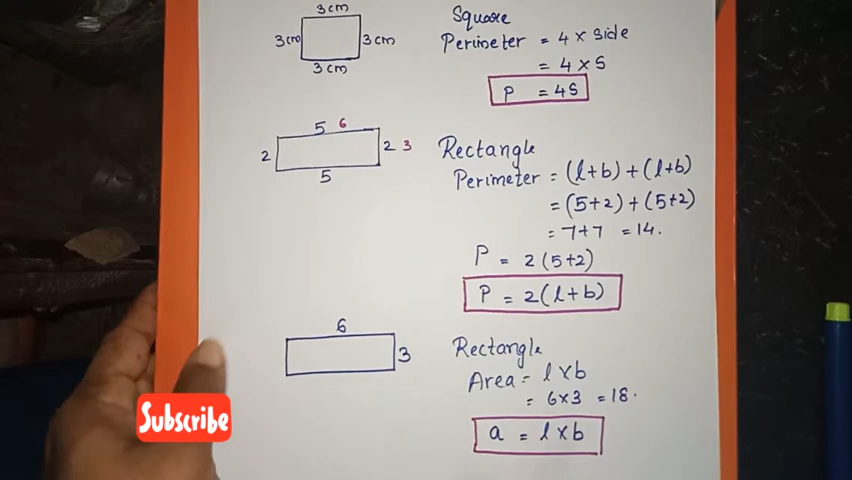 3cm
3cm
3cm
3cm
Square
Perimeter = 4 × side
= 4 × S
P = 4S
5 6
2
2 3
5
Rectangle
Perimeter = (l+b) + (l+b)
= (5+2) + (5+2)
= 7+7 = 14.
P = 2 (5+2)
P = 2(l+b)
6
3
Rectangle
Area = l×b
= 6×3 = 18.
a = l×b
Subscribe